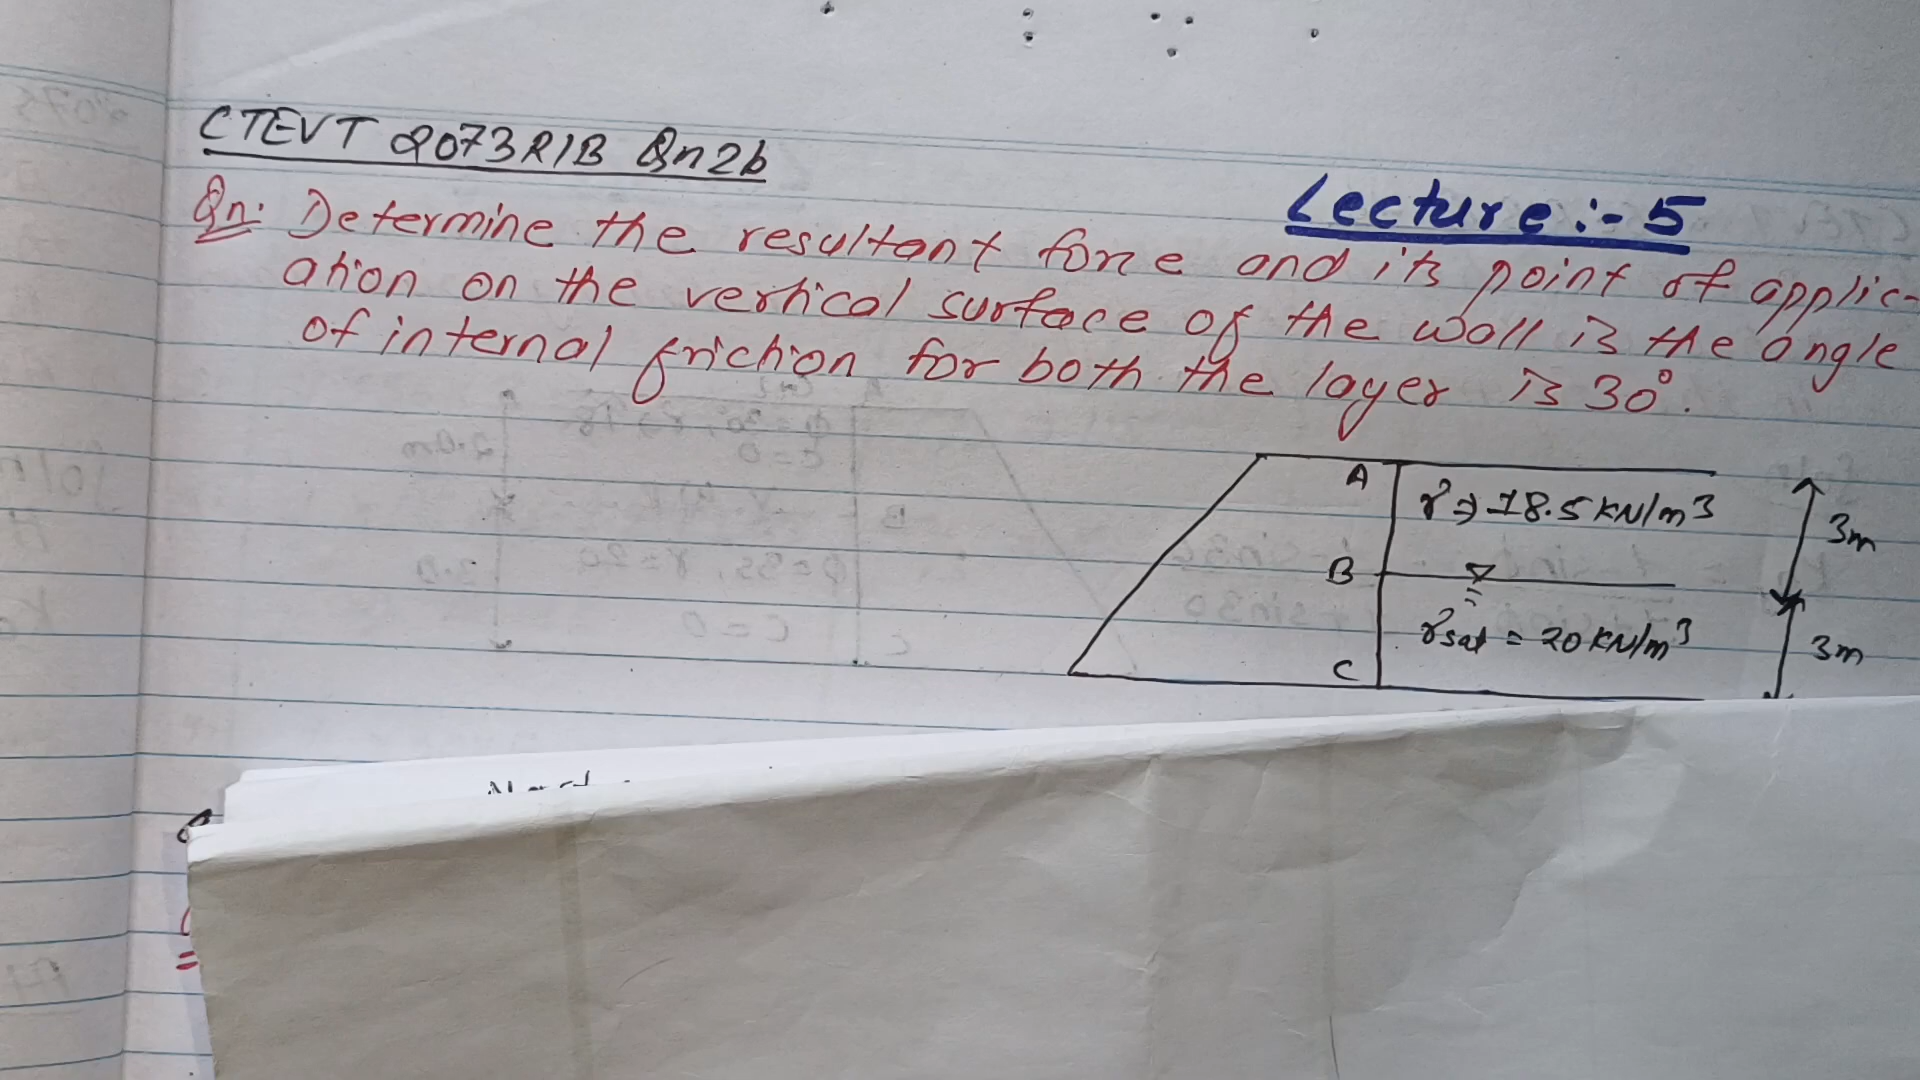 CTEVT 2073 R/B Qn 2b
Lecture:- 5
Qn. Determine the resultant force and its point of applic-
ation on the vertical surface of the wall is the angle
of internal friction for both the layer is 30°.
A
γ => 18.5 KN/m3
3m
B
γsat = 20 KN/m3
3m
C